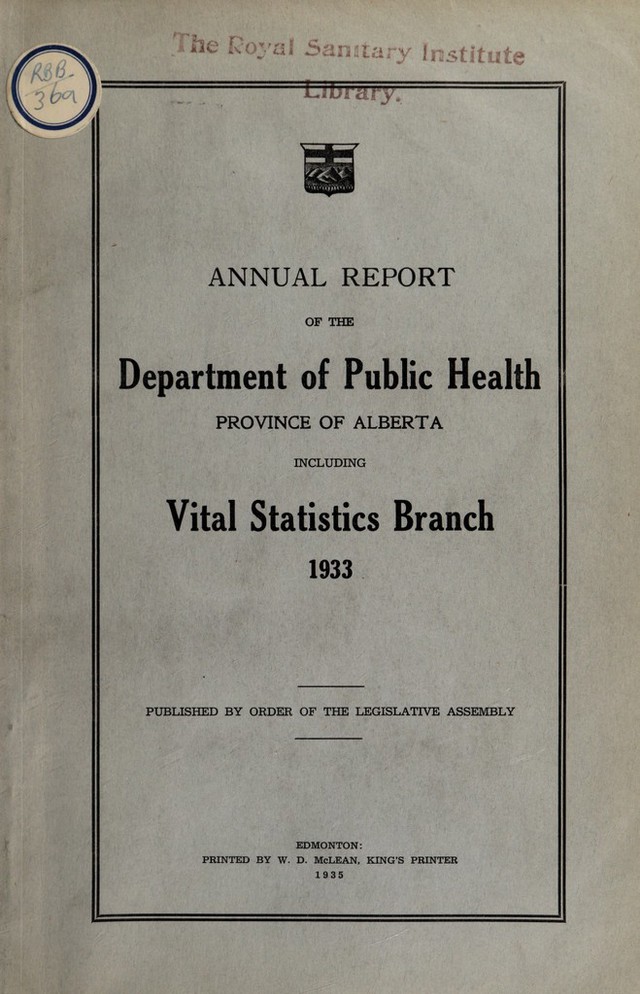 The Royal Sanitary Institute
Library.
RBB.
36a
ANNUAL REPORT
OF THE
Department of Public Health
PROVINCE OF ALBERTA
INCLUDING
Vital Statistics Branch
1933
PUBLISHED BY ORDER OF THE LEGISLATIVE ASSEMBLY
EDMONTON:
PRINTED BY W. D. McLEAN, KING'S PRINTER
1935